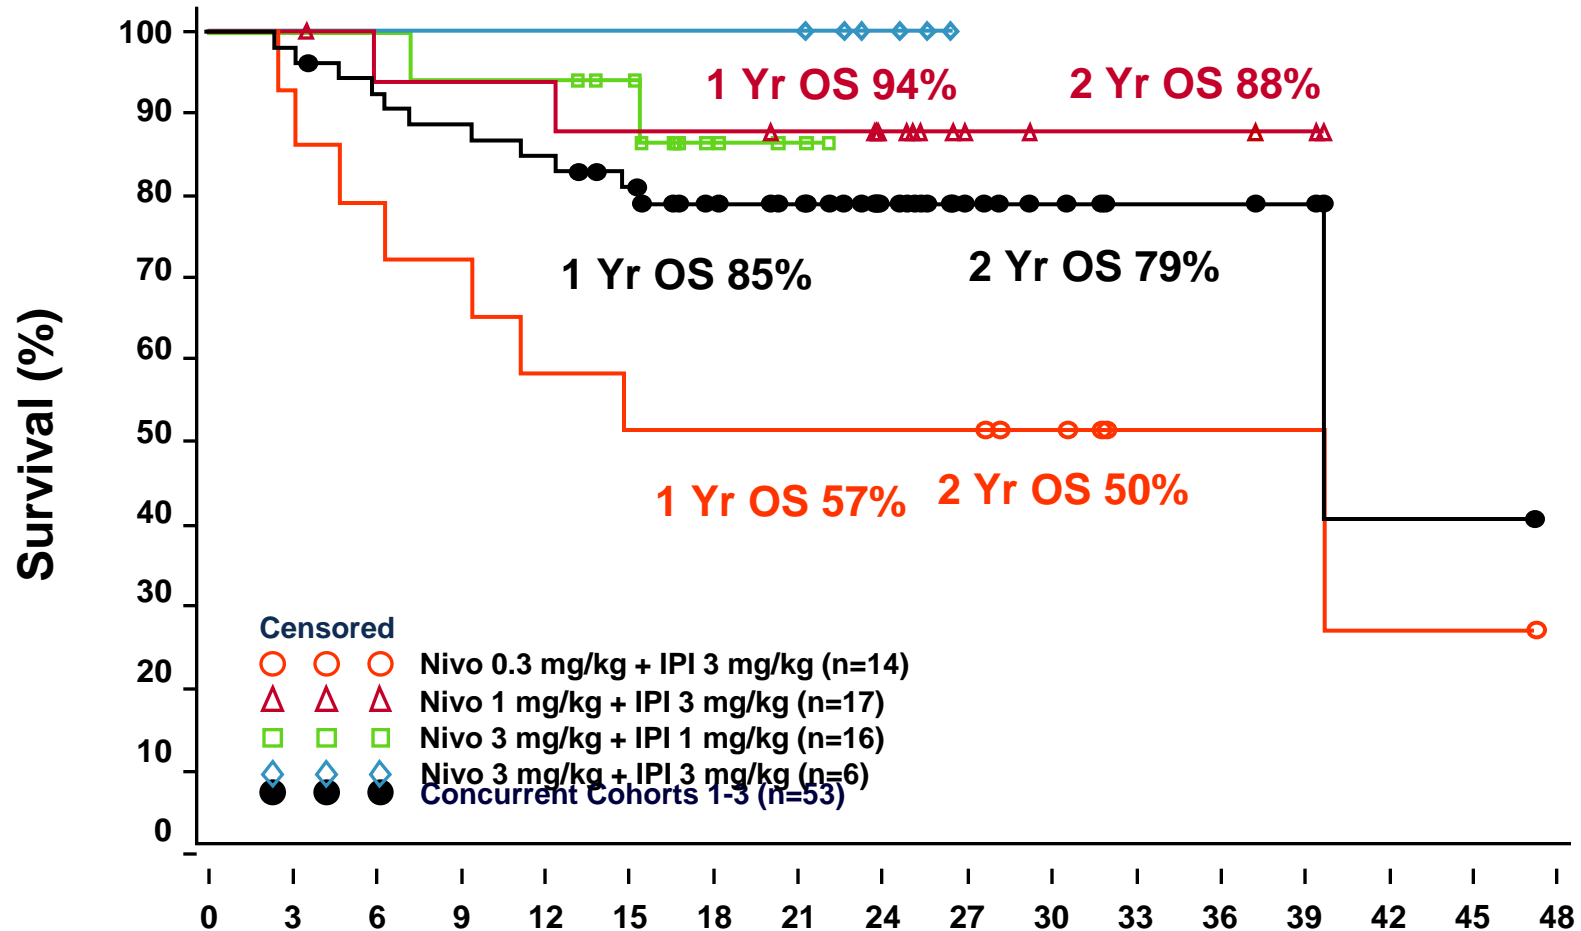 Survival (%)
100
90
80
70
60
50
40
30
20
10
0
1 Yr OS 94%
2 Yr OS 88%
1 Yr OS 85%
2 Yr OS 79%
1 Yr OS 57%
2 Yr OS 50%
Censored
Nivo 0.3 mg/kg + IPI 3 mg/kg (n=14)
Nivo 1 mg/kg + IPI 3 mg/kg (n=17)
Nivo 3 mg/kg + IPI 1 mg/kg (n=16)
Nivo 3 mg/kg + IPI 3 mg/kg (n=6)
Concurrent Cohorts 1-3 (n=53)
0 3 6 9 12 15 18 21 24 27 30 33 36 39 42 45 48